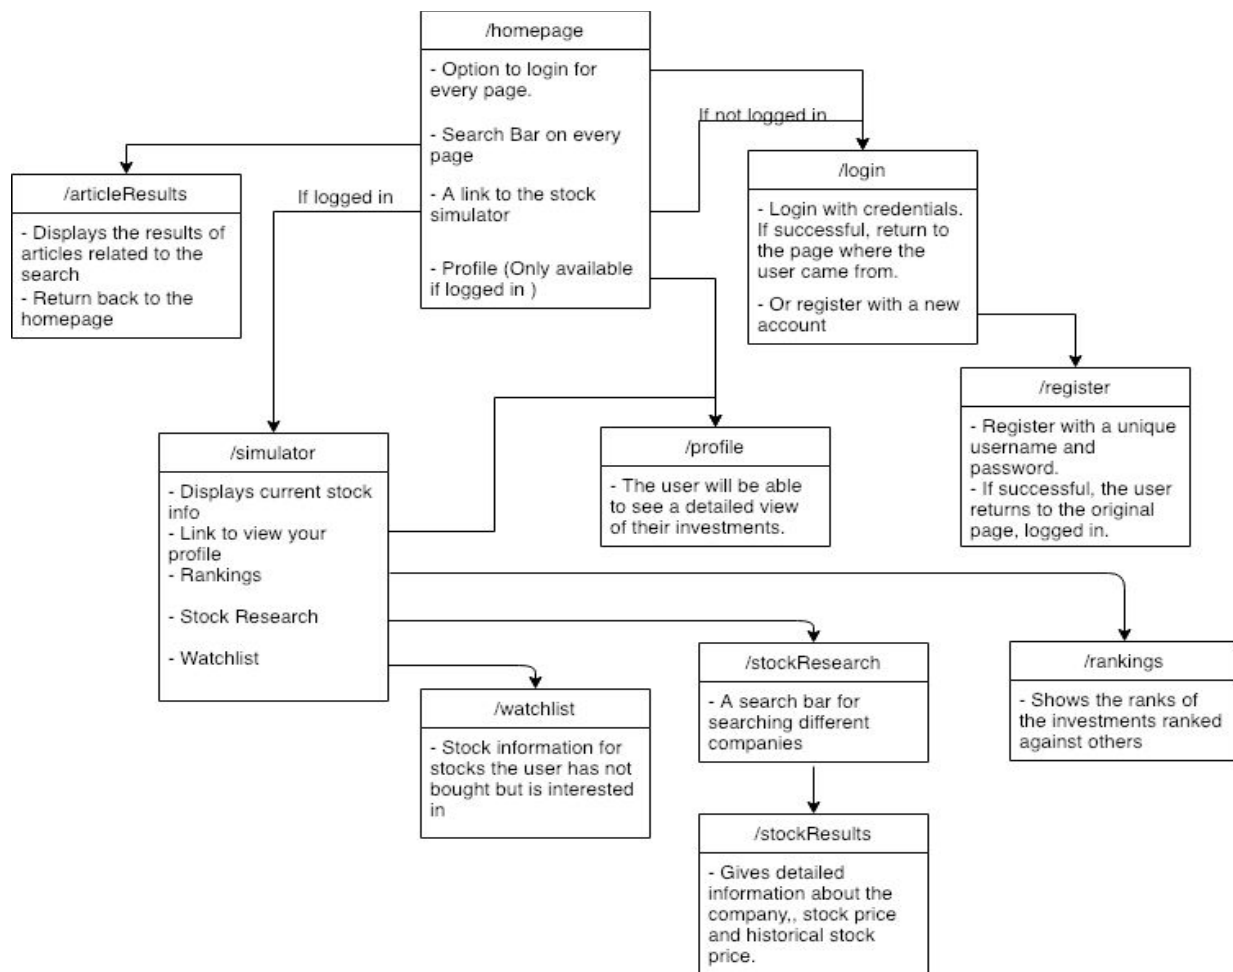 /homepage
- Option to login for
every page.
- Search Bar on every
page
- A link to the stock
simulator
- Profile (Only available
if logged in )
If not logged in
If logged in
/articleResults
- Displays the results of
articles related to the
search
- Return back to the
homepage
/login
- Login with credentials.
If successful, return to
the page where the
user came from.
- Or register with a new
account
/register
- Register with a unique
username and
password.
- If successful, the user
returns to the original
page, logged in.
/simulator
- Displays current stock
info
- Link to view your
profile
- Rankings
- Stock Research
- Watchlist
/profile
- The user will be able
to see a detailed view
of their investments.
/watchlist
- Stock information for
stocks the user has not
bought but is interested
in
/stockResearch
- A search bar for
searching different
companies
/rankings
- Shows the ranks of
the investments ranked
against others
/stockResults
- Gives detailed
information about the
company,, stock price
and historical stock
price.